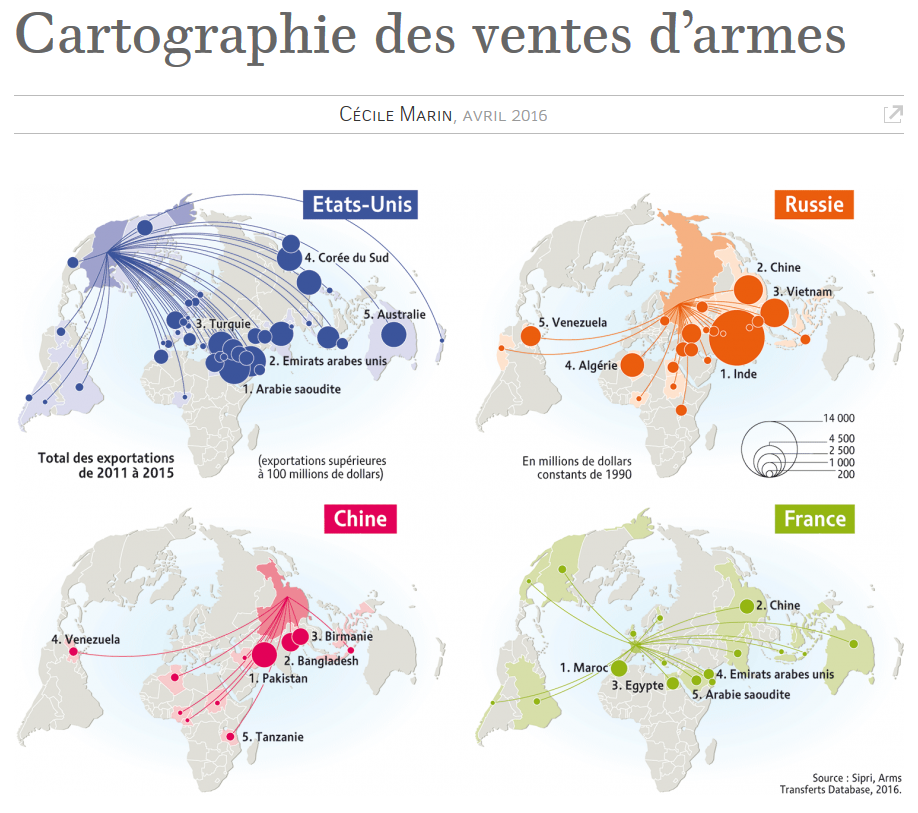 Cartographie des ventes d’armes
Cécile Marin, avril 2016
Etats-Unis
4. Corée du Sud
5. Australie
3. Turquie
2. Emirats arabes unis
1. Arabie saoudite
Total des exportations
de 2011 à 2015
(exportations supérieures
à 100 millions de dollars)
Russie
2. Chine
3. Vietnam
5. Venezuela
4. Algérie
1. Inde
En millions de dollars
constants de 1990
14 000
4 500
2 500
1 000
200
Chine
4. Venezuela
3. Birmanie
2. Bangladesh
1. Pakistan
5. Tanzanie
France
2. Chine
1. Maroc
4. Emirats arabes unis
3. Egypte
5. Arabie saoudite
Source : Sipri, Arms
Transferts Database, 2016.